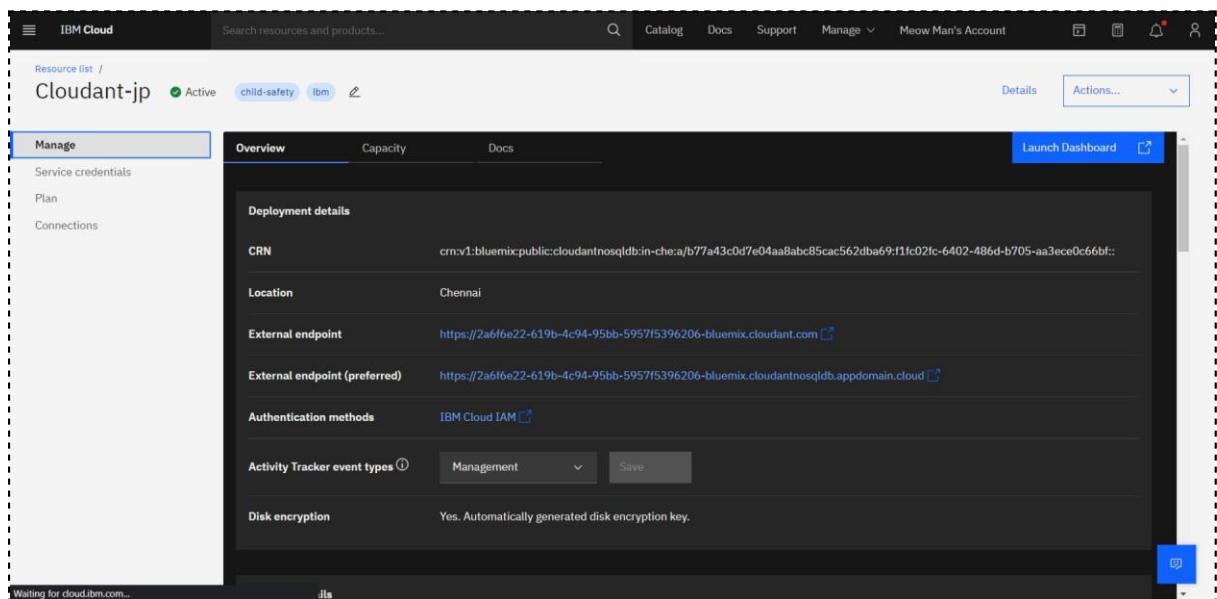 IBM Cloud
Search resources and products...
Catalog
Docs
Support
Manage
Meow Man's Account
Resource list /
Cloudant-jp
Active
child-safety
ibm
Details
Actions...
Manage
Service credentials
Plan
Connections
Overview
Capacity
Docs
Launch Dashboard
Deployment details
CRN crn:v1:bluemix:public:cloudantnosqldb:in-che:a/b77a43c0d7e04aa8abc85cac562dba69:f1fc02fc-6402-486d-b705-aa3ece0c66bf::
Location Chennai
External endpoint https://2a6f6e22-619b-4c94-95bb-5957f5396206-bluemix.cloudant.com
External endpoint (preferred) https://2a6f6e22-619b-4c94-95bb-5957f5396206-bluemix.cloudantnosqldb.appdomain.cloud
Authentication methods IBM Cloud IAM
Activity Tracker event types Management Save
Disk encryption Yes. Automatically generated disk encryption key.
Waiting for cloud.ibm.com...